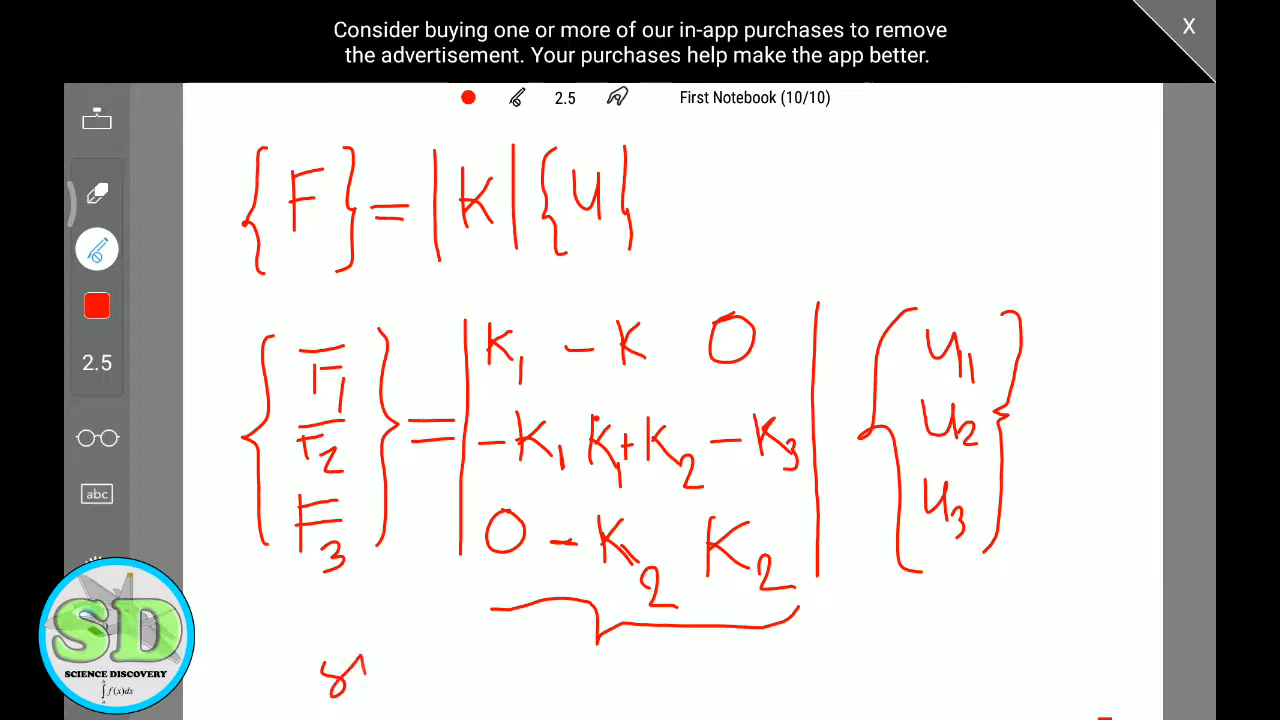 Consider buying one or more of our in-app purchases to remove
the advertisement. Your purchases help make the app better.
X
2.5 First Notebook (10/10)
{F} = |K| {u}
2.5
F1 K1 - K 0 u1
F2 = -K1 K1+K2 -K3 u2
F3 0 -K2 K2 u3
abc
SD
SCIENCE DISCOVERY
∫ f(x)dx